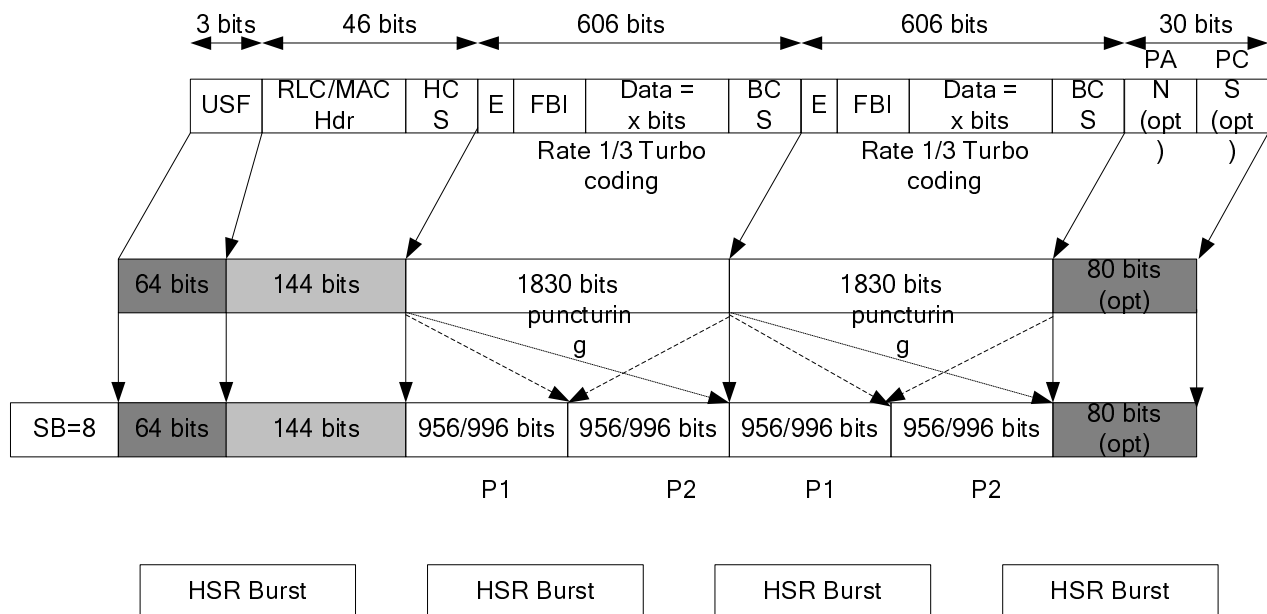 3 bits 46 bits 606 bits 606 bits 30 bits
USF
RLC/MAC
Hdr
HC
S
E
FBI
Data =
x bits
BC
S
E
FBI
Data =
x bits
BC
S
PA
N
(opt
)
PC
S
(opt
)
Rate 1/3 Turbo
coding
Rate 1/3 Turbo
coding
64 bits
144 bits
1830 bits
puncturin
g
1830 bits
puncturin
g
80 bits
(opt)
SB=8
64 bits
144 bits
956/996 bits
956/996 bits
956/996 bits
956/996 bits
80 bits
(opt)
P1 P2 P1 P2
HSR Burst HSR Burst HSR Burst HSR Burst